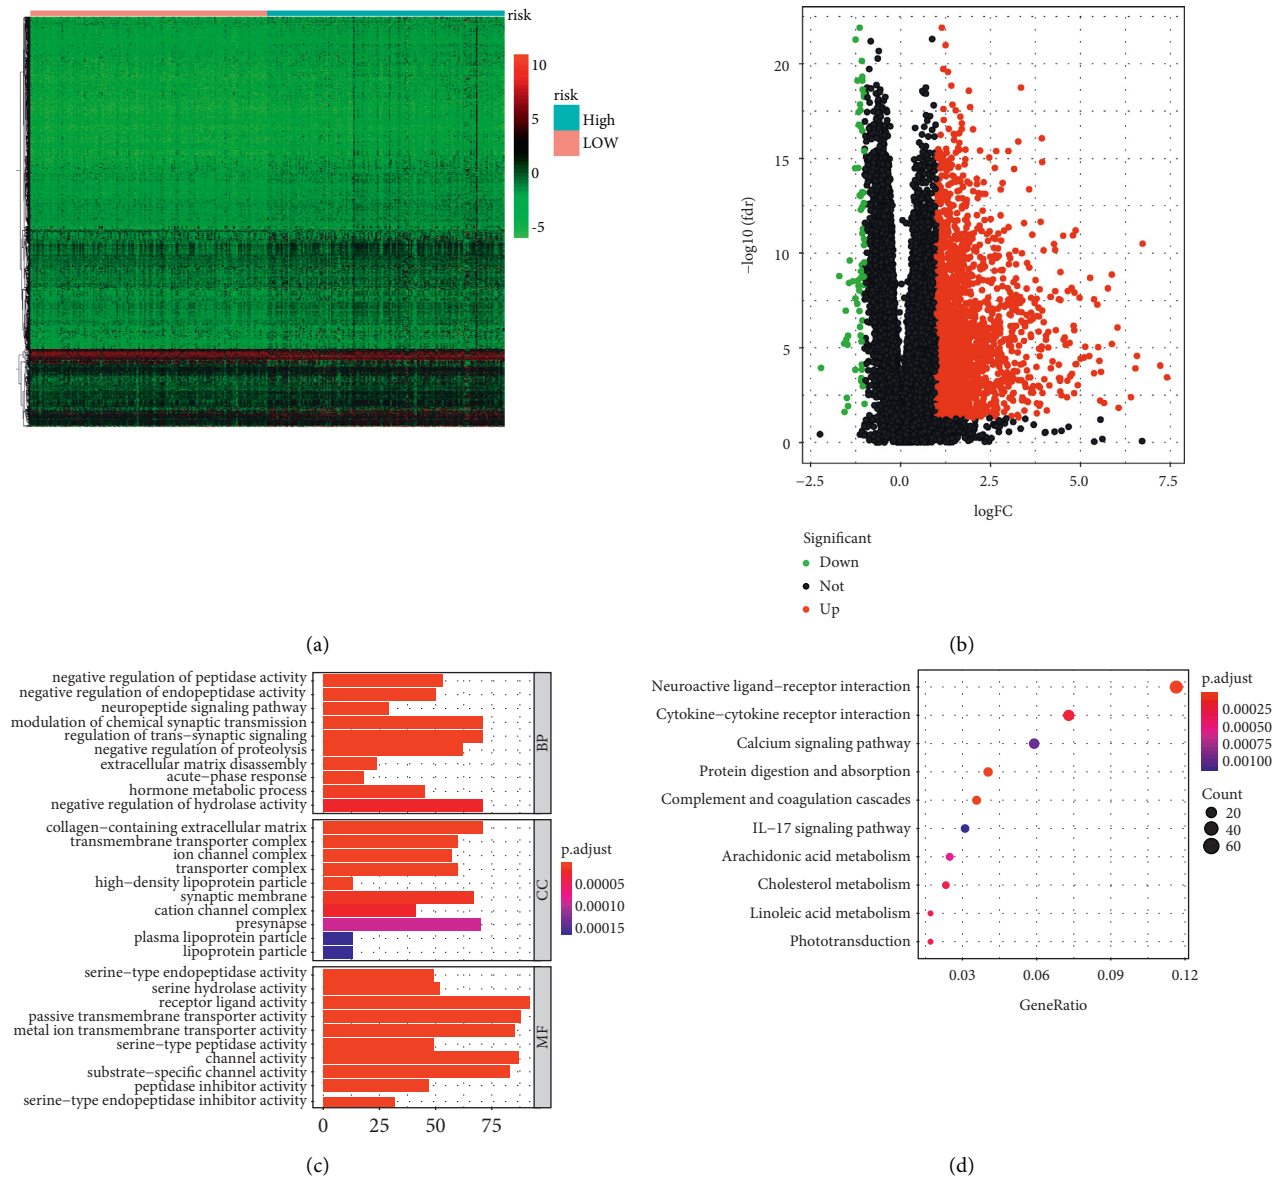 risk
10
5
0
-5
risk
High
LOW
(a)
−log10 (fdr)
20
15
10
5
0
−2.5 0.0 2.5 5.0 7.5
logFC
Significant
Down
Not
Up
(b)
negative regulation of peptidase activity
negative regulation of endopeptidase activity
neuropeptide signaling pathway
modulation of chemical synaptic transmission
regulation of trans−synaptic signaling
negative regulation of proteolysis
extracellular matrix disassembly
acute−phase response
hormone metabolic process
negative regulation of hydrolase activity
BP
collagen−containing extracellular matrix
transmembrane transporter complex
ion channel complex
transporter complex
high−density lipoprotein particle
synaptic membrane
cation channel complex
presynapse
plasma lipoprotein particle
lipoprotein particle
CC
serine−type endopeptidase activity
serine hydrolase activity
receptor ligand activity
passive transmembrane transporter activity
metal ion transmembrane transporter activity
serine−type peptidase activity
channel activity
substrate−specific channel activity
peptidase inhibitor activity
serine−type endopeptidase inhibitor activity
MF
0 25 50 75
p.adjust
0.00005
0.00010
0.00015
(c)
Neuroactive ligand−receptor interaction
Cytokine−cytokine receptor interaction
Calcium signaling pathway
Protein digestion and absorption
Complement and coagulation cascades
IL−17 signaling pathway
Arachidonic acid metabolism
Cholesterol metabolism
Linoleic acid metabolism
Phototransduction
0.03 0.06 0.09 0.12
GeneRatio
p.adjust
0.00025
0.00050
0.00075
0.00100
Count
20
40
60
(d)